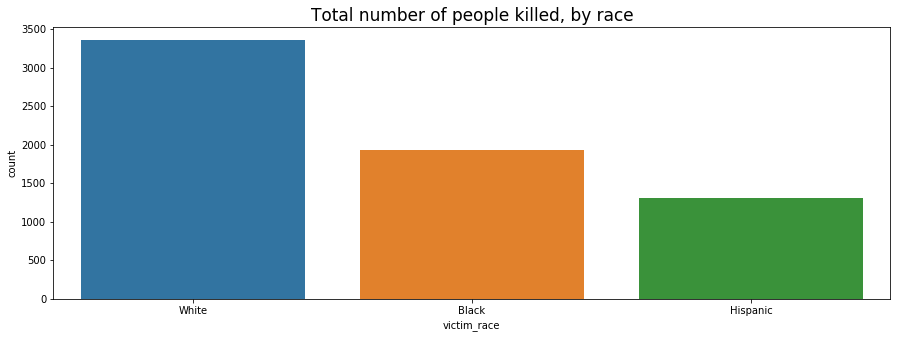 Total number of people killed, by race
3500
3000
2500
2000
1500
1000
500
0
count
White Black Hispanic
victim_race